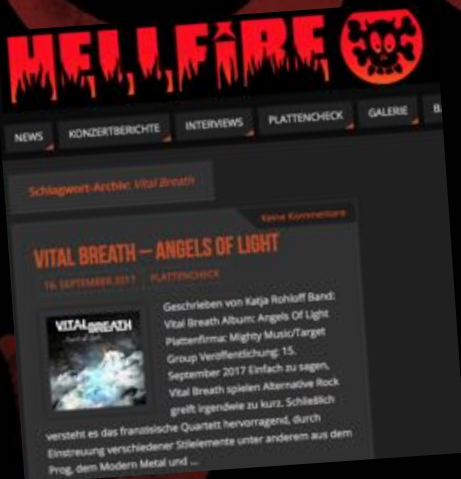 HELLFIRE
NEWS KONZERTBERICHTE INTERVIEWS PLATTENCHECK GALERIE B
Schlagwort-Archiv: Vital Breath
Keine Kommentare
VITAL BREATH — ANGELS OF LIGHT
16. SEPTEMBER 2017 PLATTENCHECK
VITAL BREATH
Geschrieben von Katja Rohloff Band:
Vital Breath Album: Angels Of Light
Plattenfirma: Mighty Music/Target
Group Veröffentlichung: 15.
September 2017 Einfach zu sagen,
Vital Breath spielen Alternative Rock
greift irgendwie zu kurz. Schließlich
versteht es das französische Quartett hervorragend, durch
Einstreuung verschiedener Stilelemente unter anderem aus dem
Prog, dem Modern Metal und ...